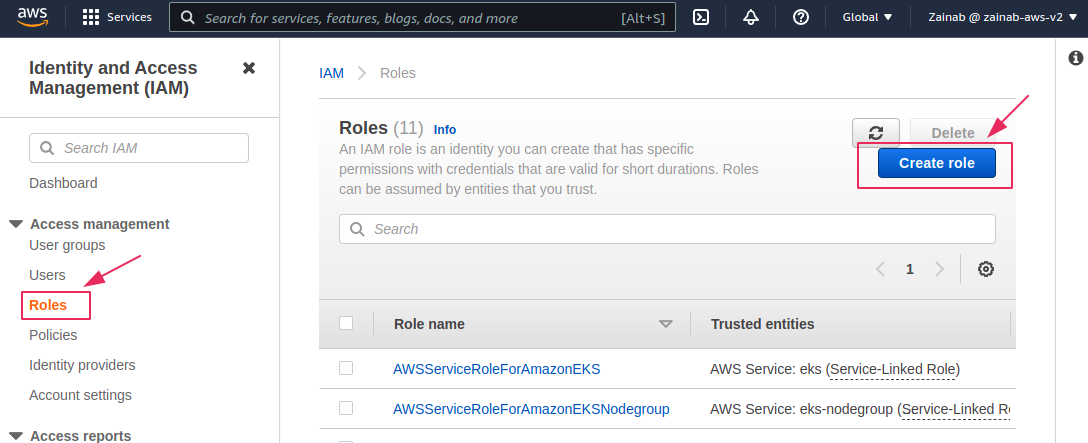 aws
Services
Search for services, features, blogs, docs, and more
[Alt+S]
Global
Zainab @ zainab-aws-v2
Identity and Access
Management (IAM)
Search IAM
Dashboard
Access management
User groups
Users
Roles
Policies
Identity providers
Account settings
Access reports
IAM
Roles
Roles (11) Info
An IAM role is an identity you can create that has specific
permissions with credentials that are valid for short durations. Roles
can be assumed by entities that you trust.
Delete
Create role
Search
1
Role name
Trusted entities
AWSServiceRoleForAmazonEKS
AWS Service: eks (Service-Linked Role)
AWSServiceRoleForAmazonEKSNodegroup
AWS Service: eks-nodegroup (Service-Linked